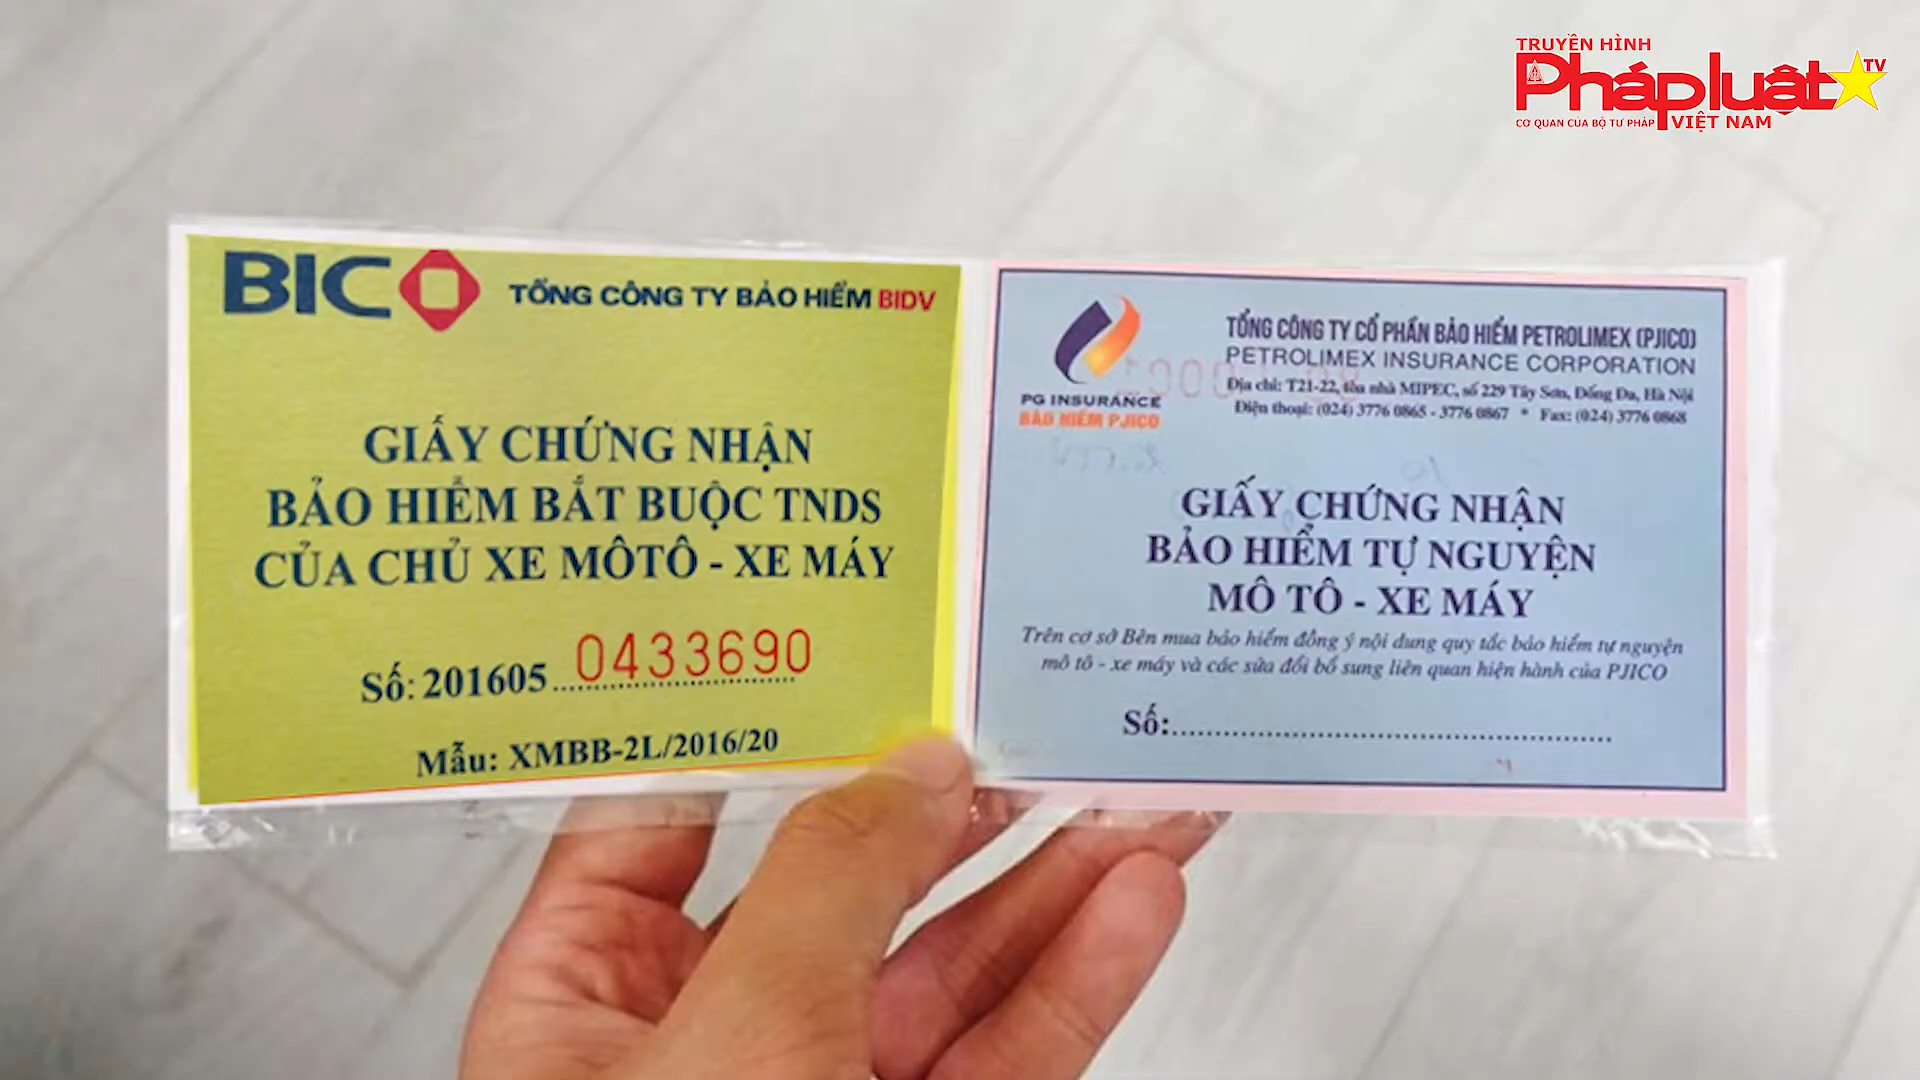 TRUYỀN HÌNH
Pháp luật TV
CƠ QUAN CỦA BỘ TƯ PHÁP VIỆT NAM
BIC TỔNG CÔNG TY BẢO HIỂM BIDV
GIẤY CHỨNG NHẬN
BẢO HIỂM BẮT BUỘC TNDS
CỦA CHỦ XE MÔTÔ - XE MÁY
Số: 201605 0433690
Mẫu: XMBB-2L/2016/20
PG INSURANCE
BẢO HIỂM PJICO
TỔNG CÔNG TY CỔ PHẦN BẢO HIỂM PETROLIMEX (PJICO)
PETROLIMEX INSURANCE CORPORATION
Địa chỉ: T21-22, tòa nhà MIPEC, số 229 Tây Sơn, Đống Đa, Hà Nội
Điện thoại: (024) 3776 0865 - 3776 0867 * Fax: (024) 3776 0868
GIẤY CHỨNG NHẬN
BẢO HIỂM TỰ NGUYỆN
MÔ TÔ - XE MÁY
Trên cơ sở Bên mua bảo hiểm đồng ý nội dung quy tắc bảo hiểm tự nguyện
mô tô - xe máy và các sửa đổi bổ sung liên quan hiện hành của PJICO
Số: